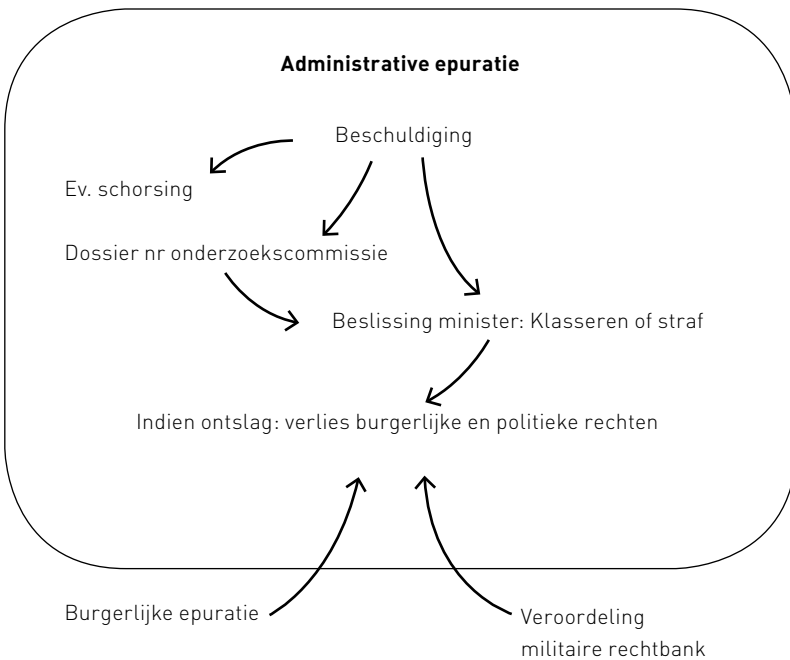 Administrative epuratie
Beschuldiging
Ev. schorsing
Dossier nr onderzoekscommissie
Beslissing minister: Klasseren of straf
Indien ontslag: verlies burgerlijke en politieke rechten
Burgerlijke epuratie
Veroordeling
militaire rechtbank